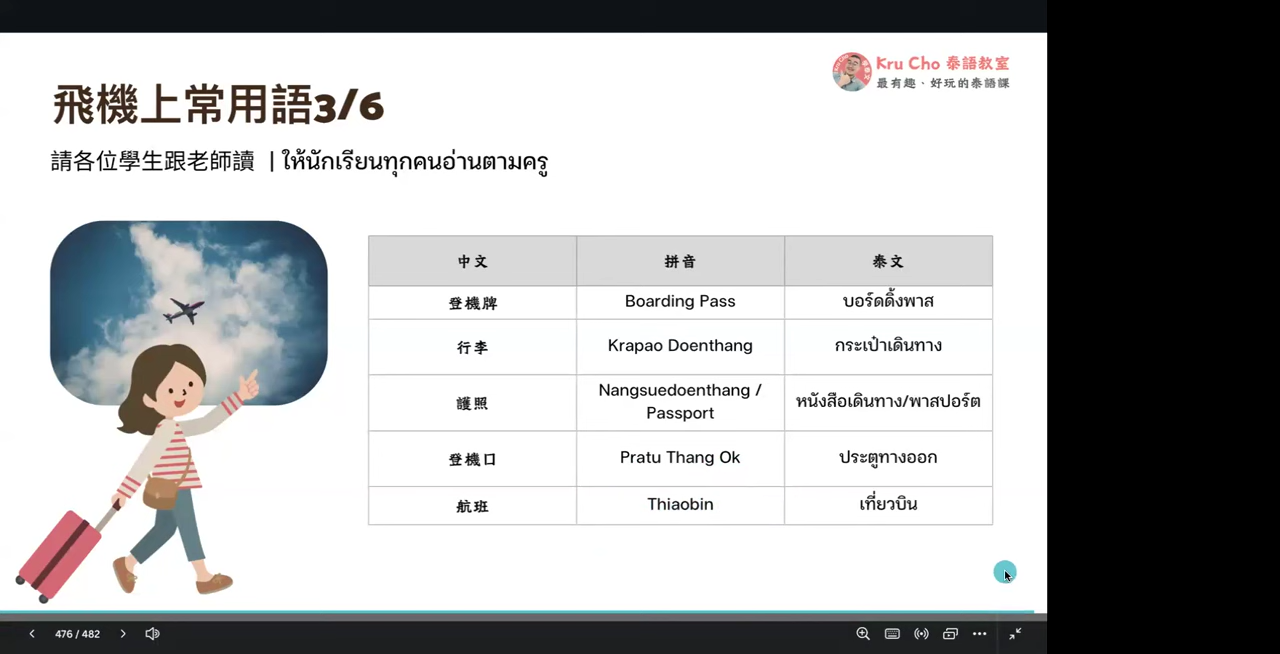 Kru Cho 泰語教室
最有趣、好玩的泰語課
飛機上常用語3/6
請各位學生跟老師讀 | ให้นักเรียนทุกคนอ่านตามครู
中文 拼音 泰文
登機牌 Boarding Pass บอร์ดดิ้งพาส
行李 Krapao Doenthang กระเป๋าเดินทาง
護照 Nangsuedoenthang / Passport หนังสือเดินทาง/พาสปอร์ต
登機口 Pratu Thang Ok ประตูทางออก
航班 Thiaobin เที่ยวบิน
476 / 482